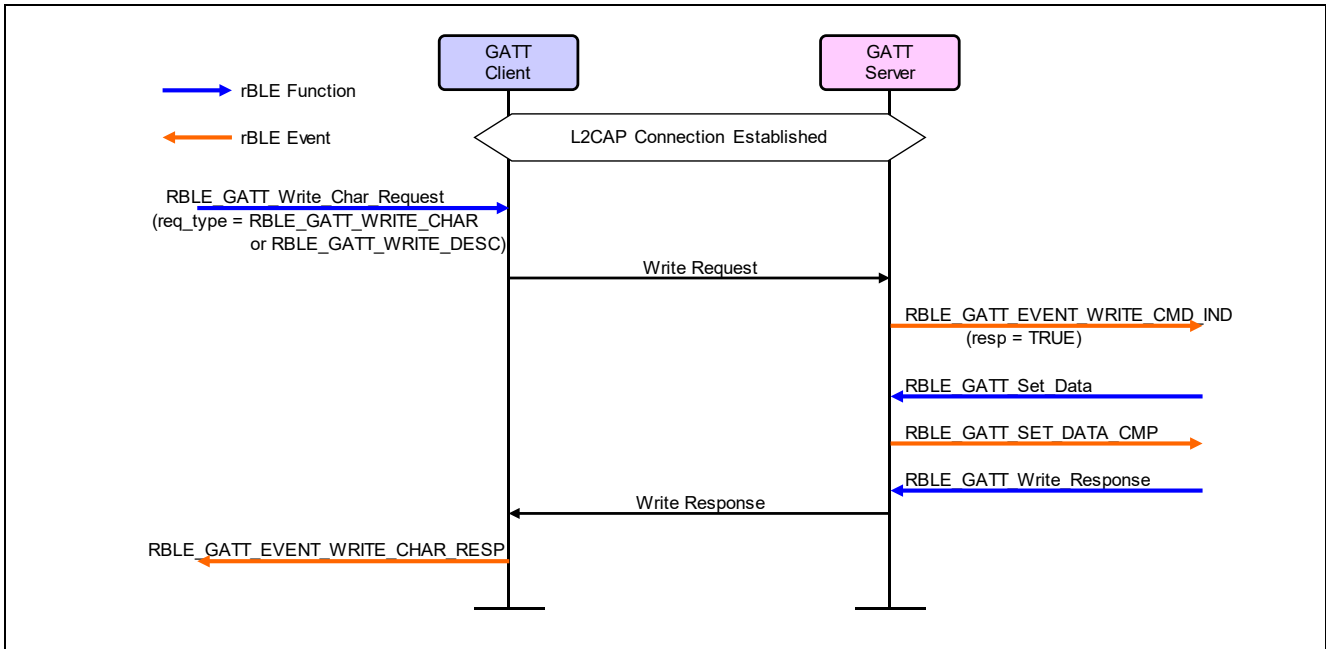 GATT
Client
GATT
Server
rBLE Function
rBLE Event
L2CAP Connection Established
RBLE_GATT_Write_Char_Request
(req_type = RBLE_GATT_WRITE_CHAR
or RBLE_GATT_WRITE_DESC)
Write Request
RBLE_GATT_EVENT_WRITE_CMD_IND
(resp = TRUE)
RBLE_GATT_Set_Data
RBLE_GATT_SET_DATA_CMP
RBLE_GATT_Write_Response
Write Response
RBLE_GATT_EVENT_WRITE_CHAR_RESP